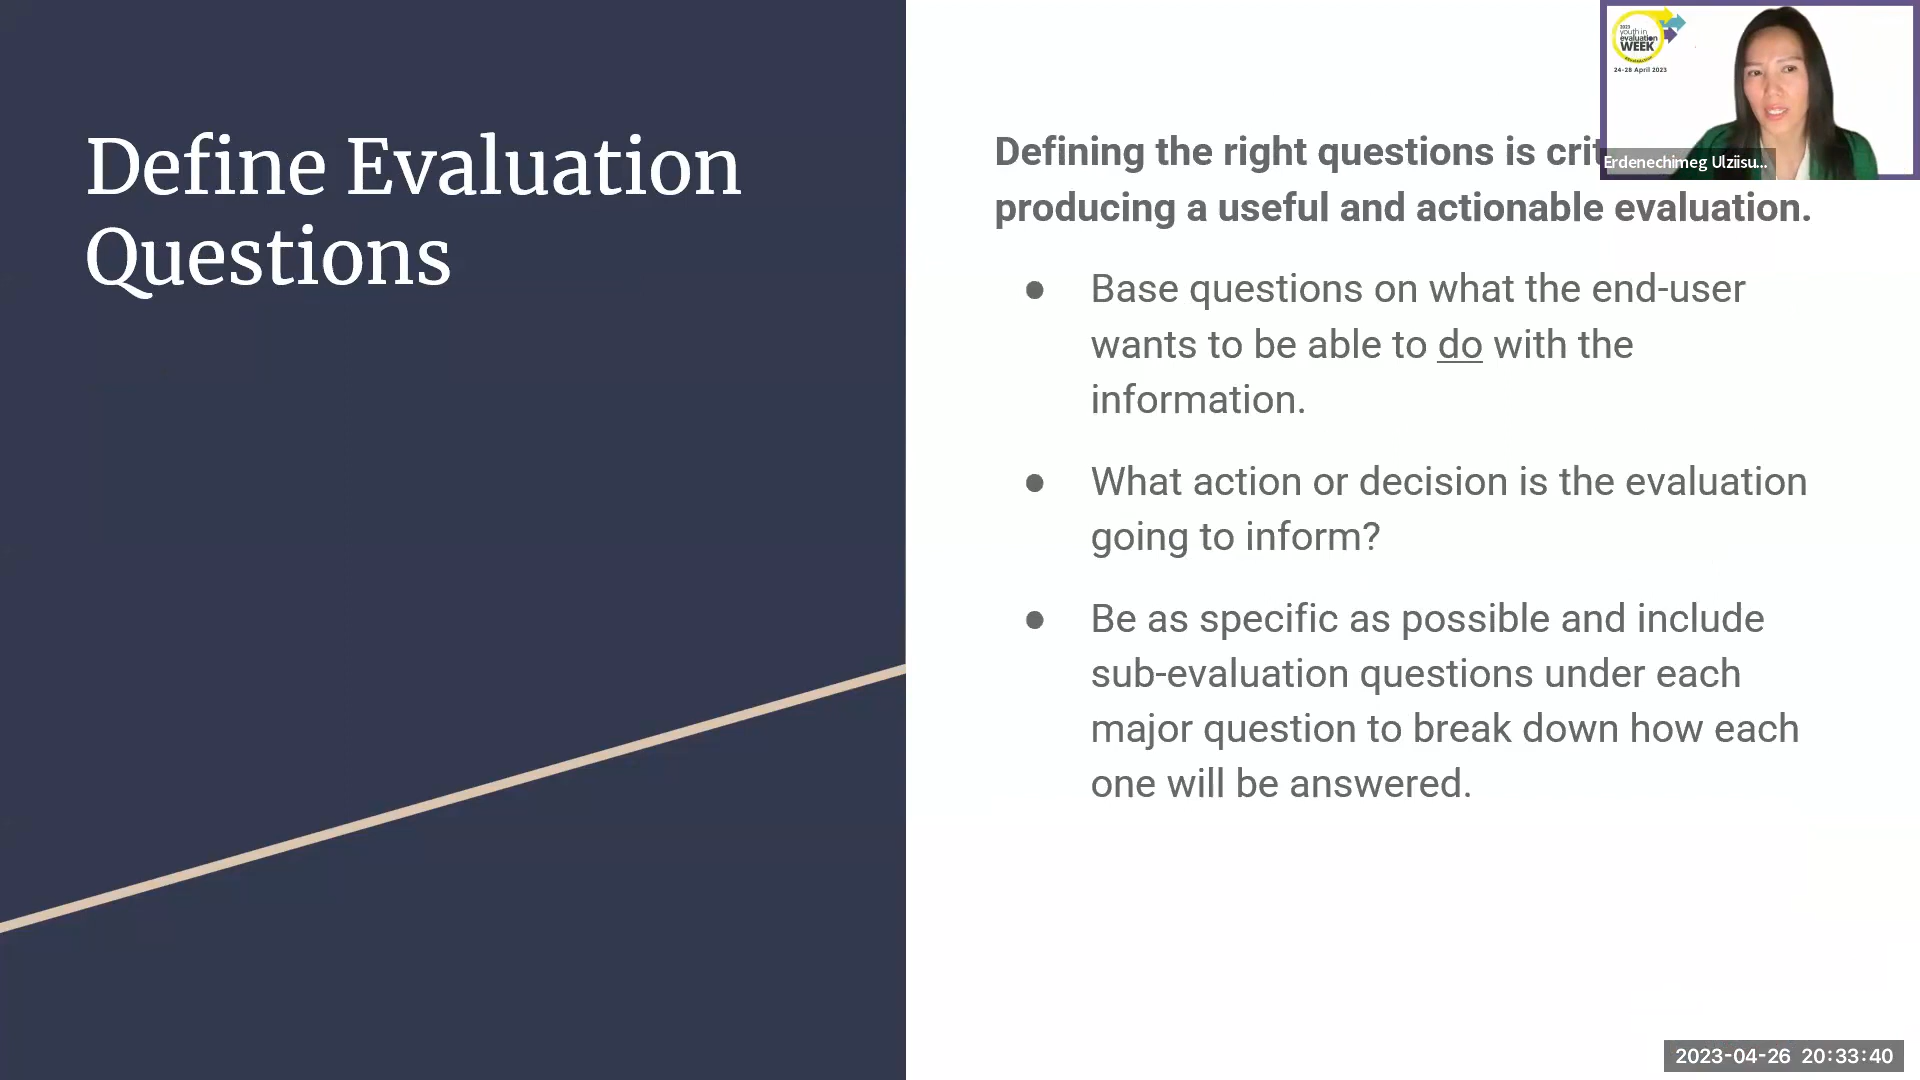 Define Evaluation
Questions
Defining the right questions is
producing a useful and actionable evaluation.
● Base questions on what the end-user
wants to be able to do with the
information.
● What action or decision is the evaluation
going to inform?
● Be as specific as possible and include
sub-evaluation questions under each
major question to break down how each
one will be answered.
2023
youth in
evaluation
WEEK
24-28 April 2023
Erdenechimeg Ulziisu...
2023-04-26 20:33:40